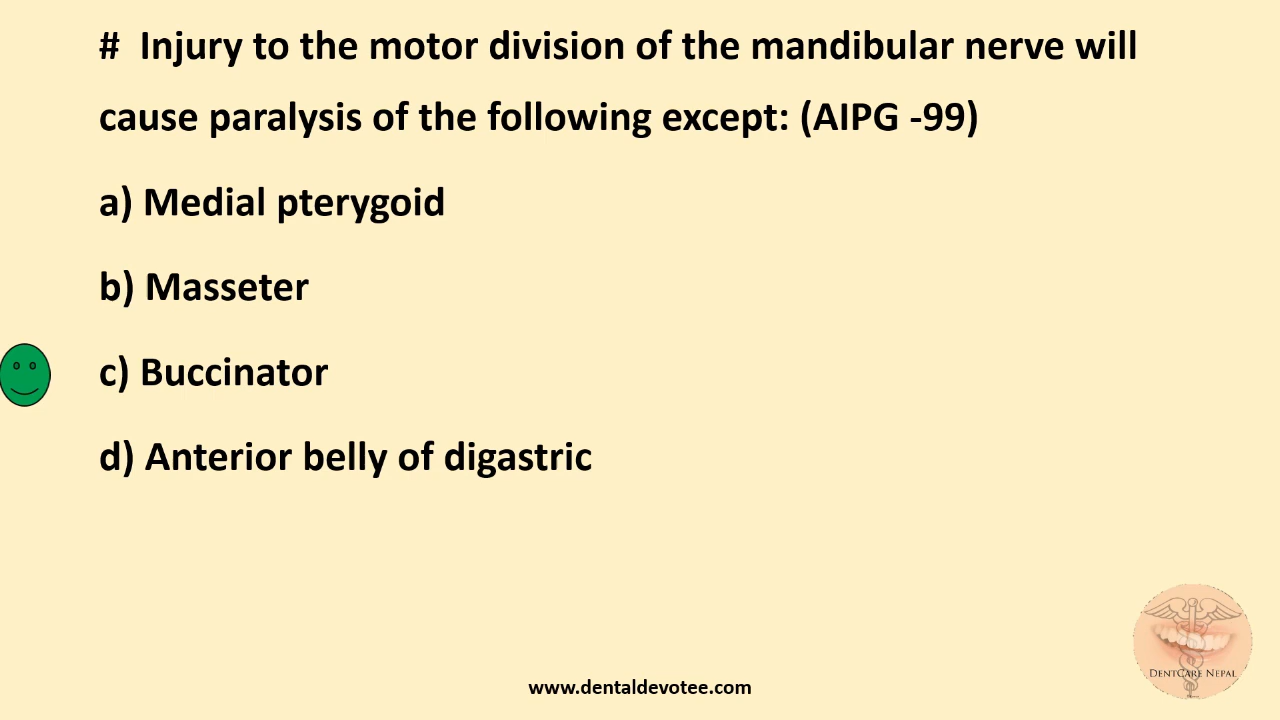 # Injury to the motor division of the mandibular nerve will
cause paralysis of the following except: (AIPG -99)
a) Medial pterygoid
b) Masseter
c) Buccinator
d) Anterior belly of digastric
DENTCARE NEPAL
www.dentaldevotee.com